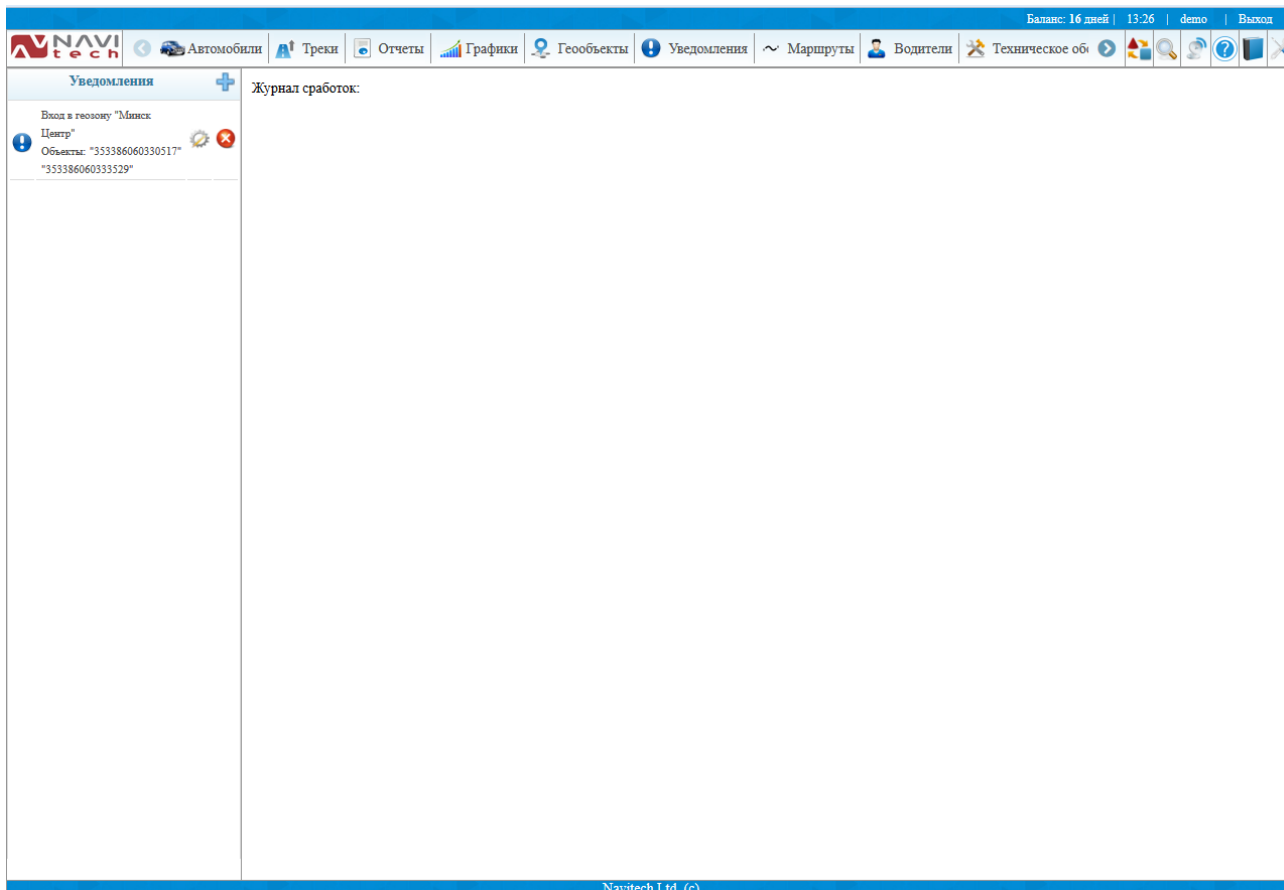 Баланс: 16 дней | 13:26 | demo | Выход
NAVI
tech
Автомобили
Треки
Отчеты
Графики
Геообъекты
Уведомления
Маршруты
Водители
Техническое об
Уведомления
Журнал сработок:
Вход в геозону "Минск
Центр"
Объекты: "353386060330517"
"353386060333529"
Navitech Ltd. (c)